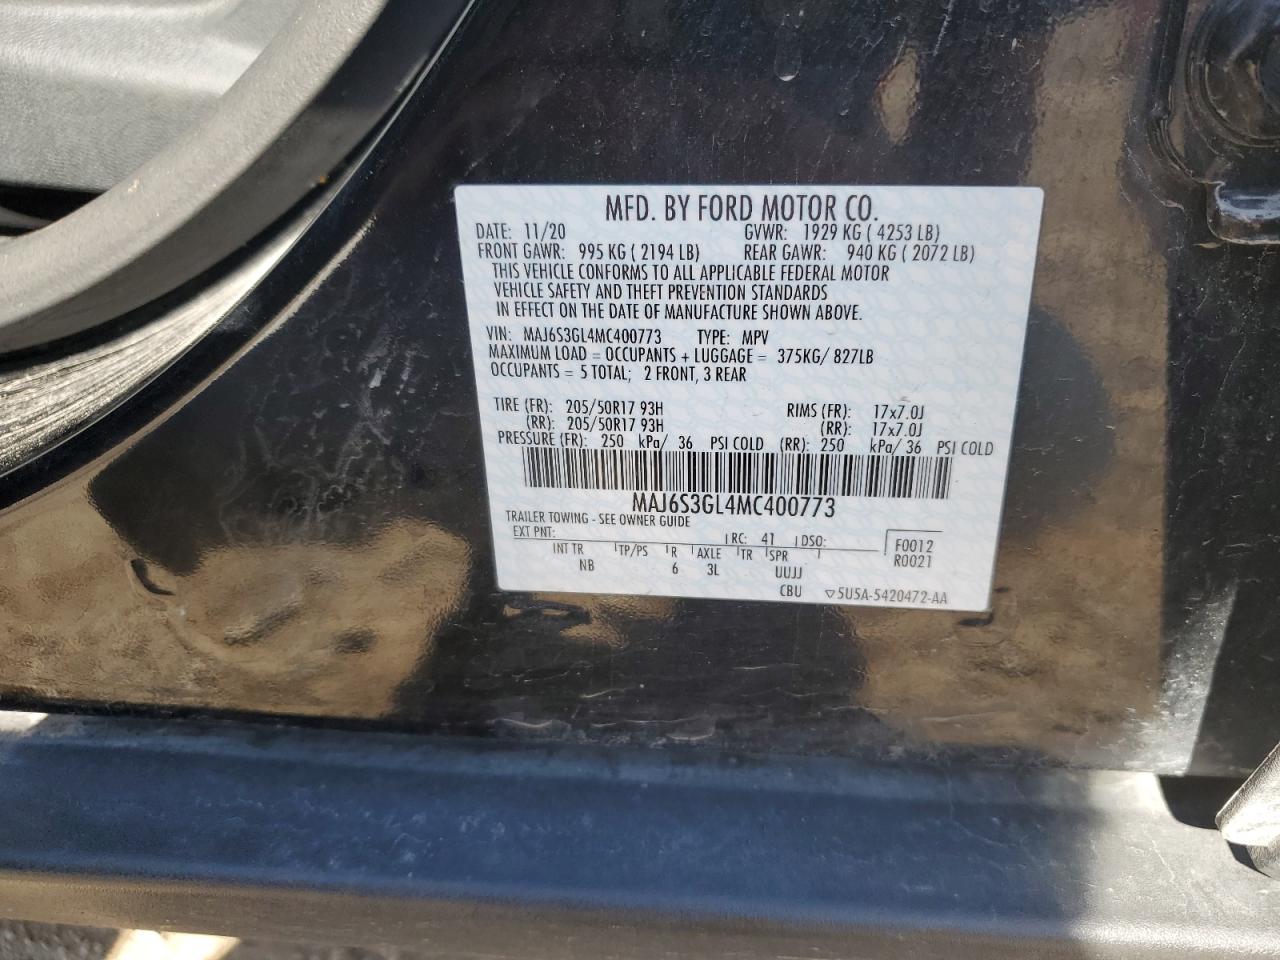 MFD. BY FORD MOTOR CO.
DATE: 11/20 GVWR: 1929 KG ( 4253 LB)
FRONT GAWR: 995 KG ( 2194 LB) REAR GAWR: 940 KG ( 2072 LB)
THIS VEHICLE CONFORMS TO ALL APPLICABLE FEDERAL MOTOR
VEHICLE SAFETY AND THEFT PREVENTION STANDARDS
IN EFFECT ON THE DATE OF MANUFACTURE SHOWN ABOVE.
VIN: MAJ6S3GL4MC400773 TYPE: MPV
MAXIMUM LOAD = OCCUPANTS + LUGGAGE = 375KG/ 827LB
OCCUPANTS = 5 TOTAL; 2 FRONT, 3 REAR
TIRE (FR): 205/50R17 93H RIMS (FR): 17x7.0J
(RR): 205/50R17 93H (RR): 17x7.0J
PRESSURE (FR): 250 kPa/ 36 PSI COLD (RR): 250 kPa/ 36 PSI COLD
MAJ6S3GL4MC400773
TRAILER TOWING - SEE OWNER GUIDE
EXT PNT: RC: 41 DSO: F0012
INT TR TP/PS R AXLE TR SPR R0021
NB 6 3L UUJJ
CBU ▽5U5A-5420472-AA